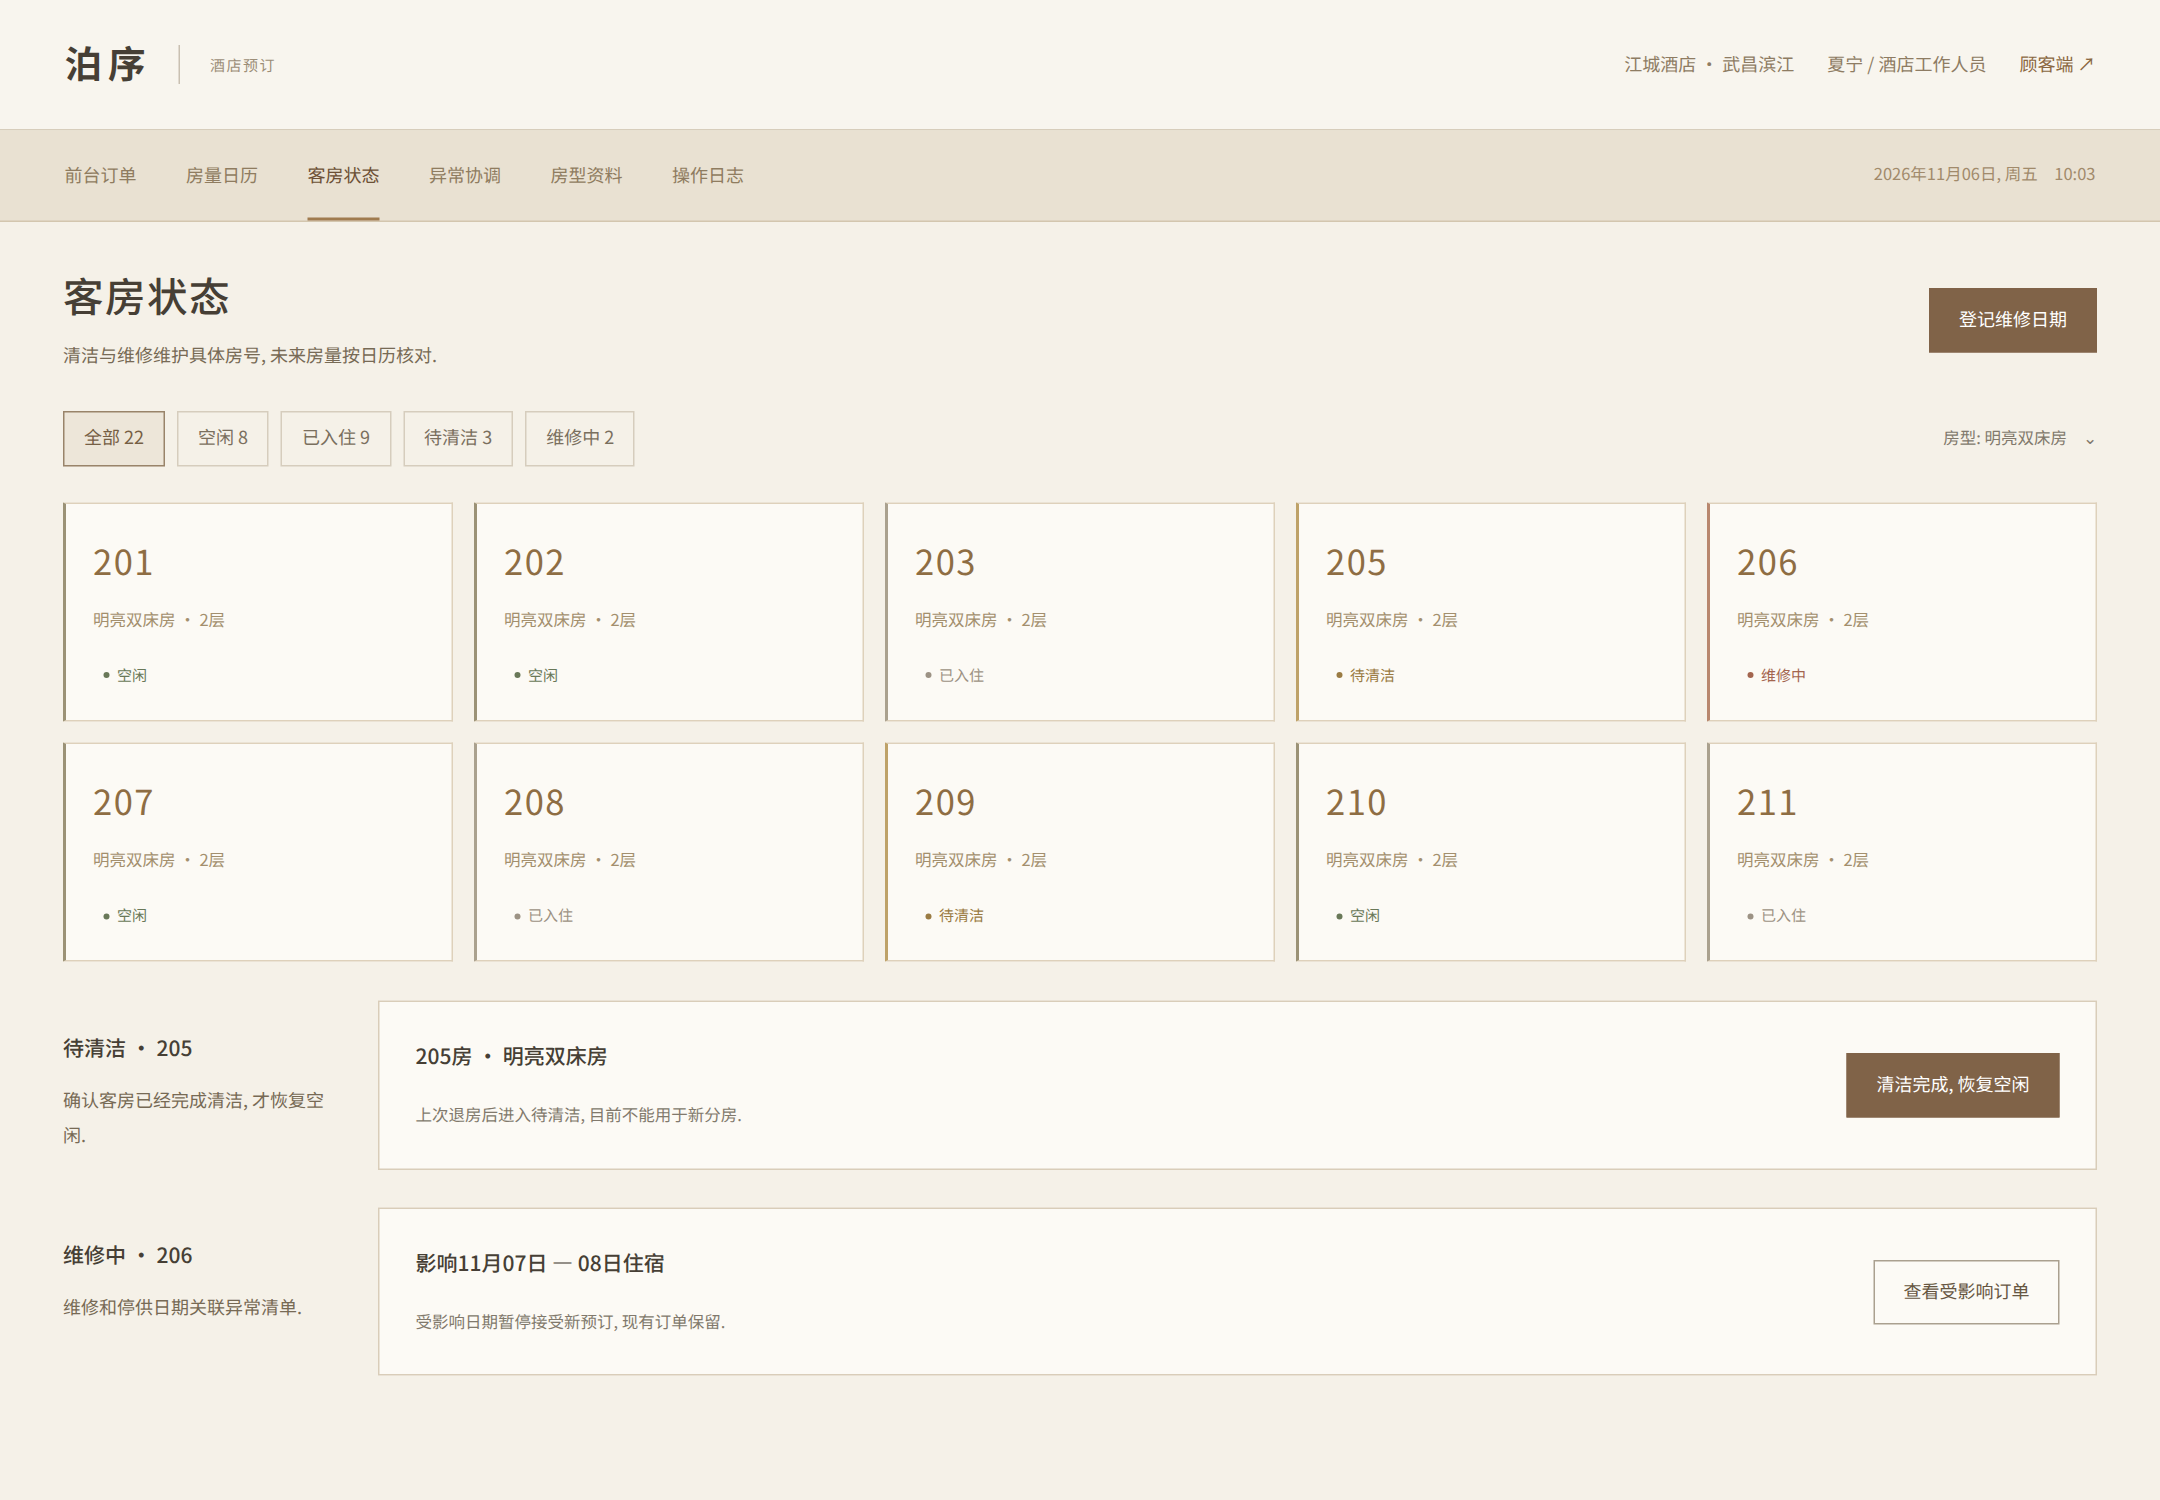 泊序
酒店预订
江城酒店 · 武昌滨江 夏宁 / 酒店工作人员 顾客端 ↗
前台订单 房量日历 客房状态 异常协调 房型资料 操作日志 2026年11月06日, 周五 10:03
客房状态
登记维修日期
清洁与维修维护具体房号, 未来房量按日历核对.
全部 22 空闲 8 已入住 9 待清洁 3 维修中 2 房型: 明亮双床房
201 202 203 205 206
明亮双床房 · 2层 明亮双床房 · 2层 明亮双床房 · 2层 明亮双床房 · 2层 明亮双床房 · 2层
空闲 空闲 已入住 待清洁 维修中
207 208 209 210 211
明亮双床房 · 2层 明亮双床房 · 2层 明亮双床房 · 2层 明亮双床房 · 2层 明亮双床房 · 2层
空闲 已入住 待清洁 空闲 已入住
待清洁 · 205
确认客房已经完成清洁, 才恢复空
闲.
205房 · 明亮双床房
上次退房后进入待清洁, 目前不能用于新分房.
清洁完成, 恢复空闲
维修中 · 206
维修和停供日期关联异常清单.
影响11月07日 — 08日住宿
受影响日期暂停接受新预订, 现有订单保留.
查看受影响订单